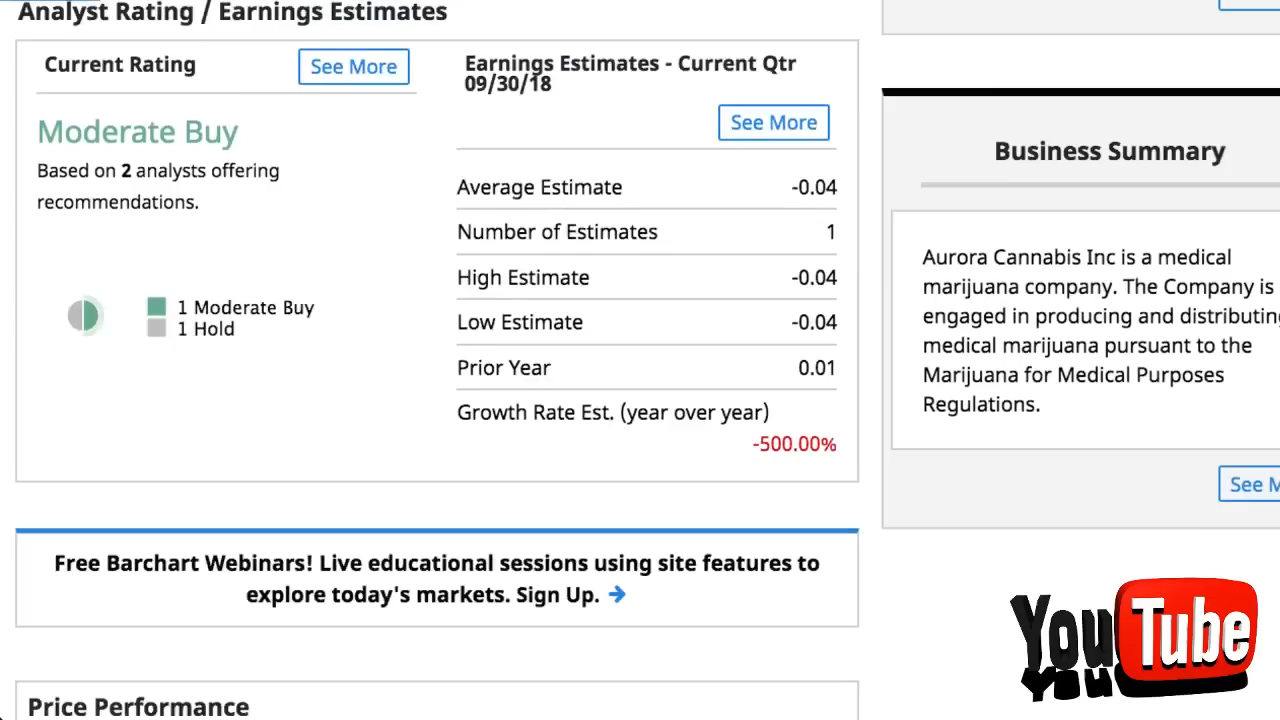 Analyst Rating / Earnings Estimates
Current Rating
See More
Moderate Buy
Based on 2 analysts offering
recommendations.
1 Moderate Buy
1 Hold
Earnings Estimates - Current Qtr
09/30/18
See More
Average Estimate -0.04
Number of Estimates 1
High Estimate -0.04
Low Estimate -0.04
Prior Year 0.01
Growth Rate Est. (year over year)
-500.00%
Business Summary
Aurora Cannabis Inc is a medical
marijuana company. The Company is
engaged in producing and distributing
medical marijuana pursuant to the
Marijuana for Medical Purposes
Regulations.
See M
Free Barchart Webinars! Live educational sessions using site features to
explore today's markets. Sign Up. →
YouTube
Price Performance